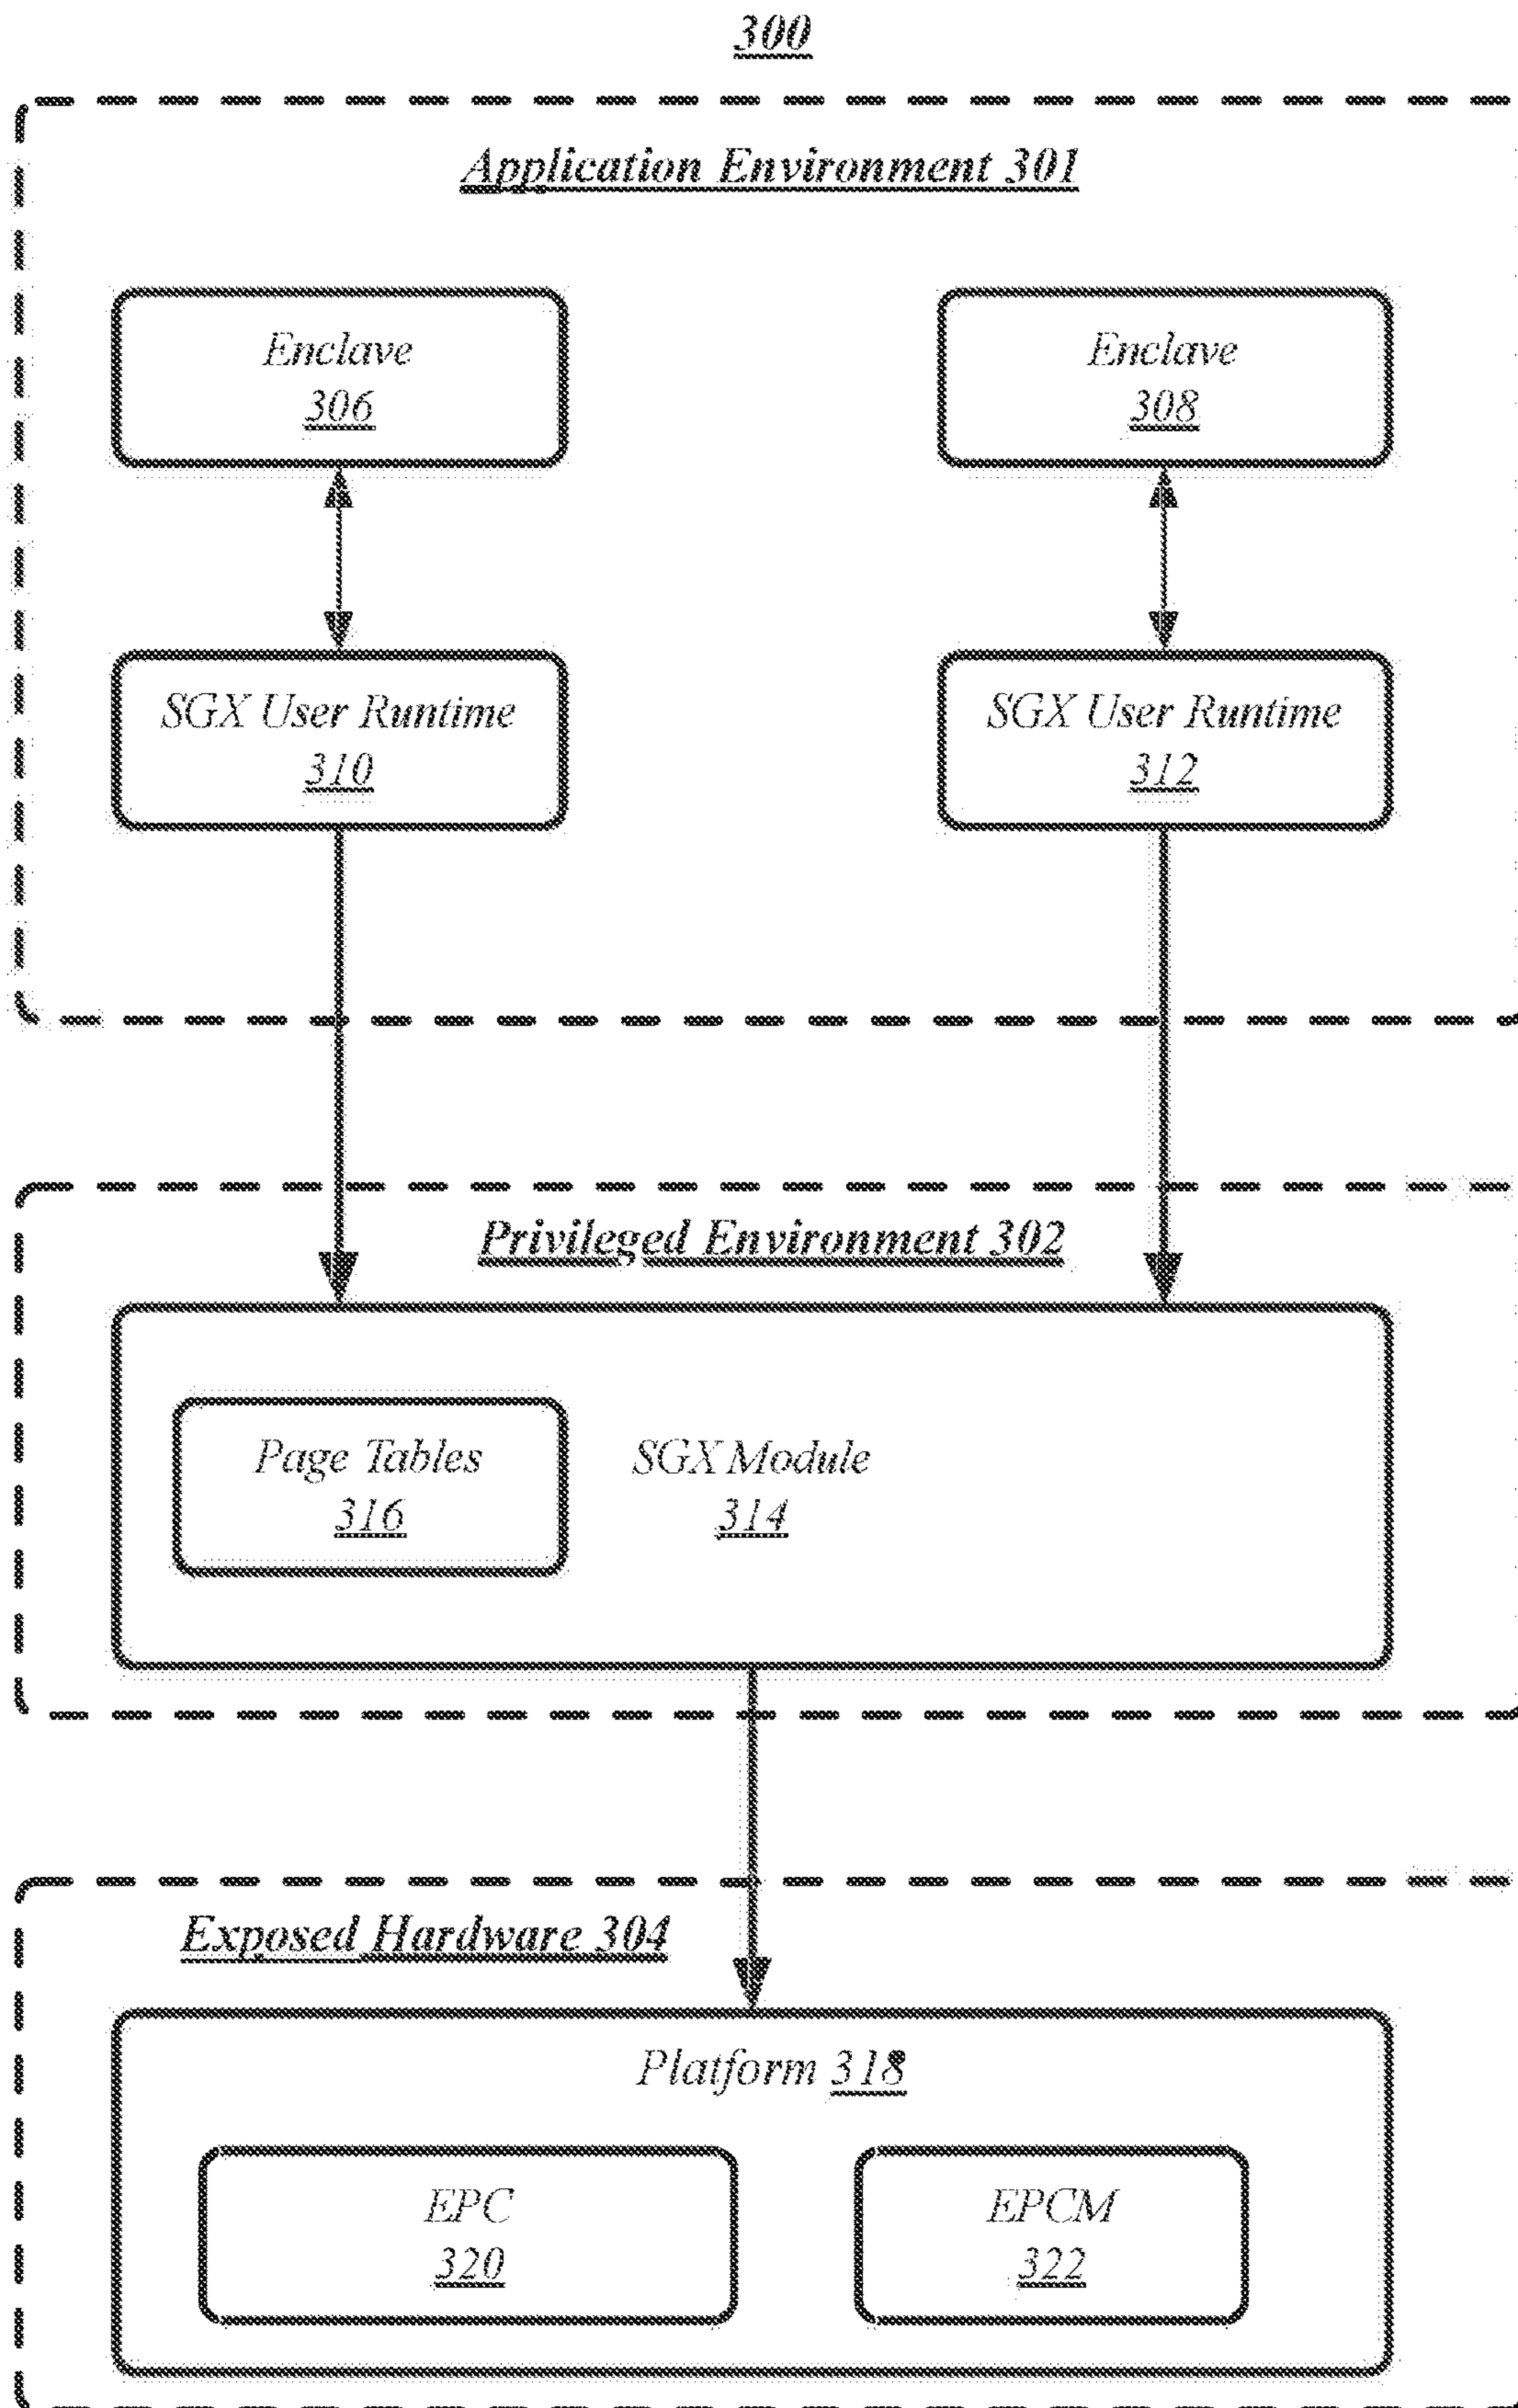 300
Application Environment 301
Enclave
306
Enclave
308
SGX User Runtime
310
SGX User Runtime
312
Privileged Environment 302
Page Tables
316
SGX Module
314
Exposed Hardware 304
Platform 318
EPC
320
EPCM
322